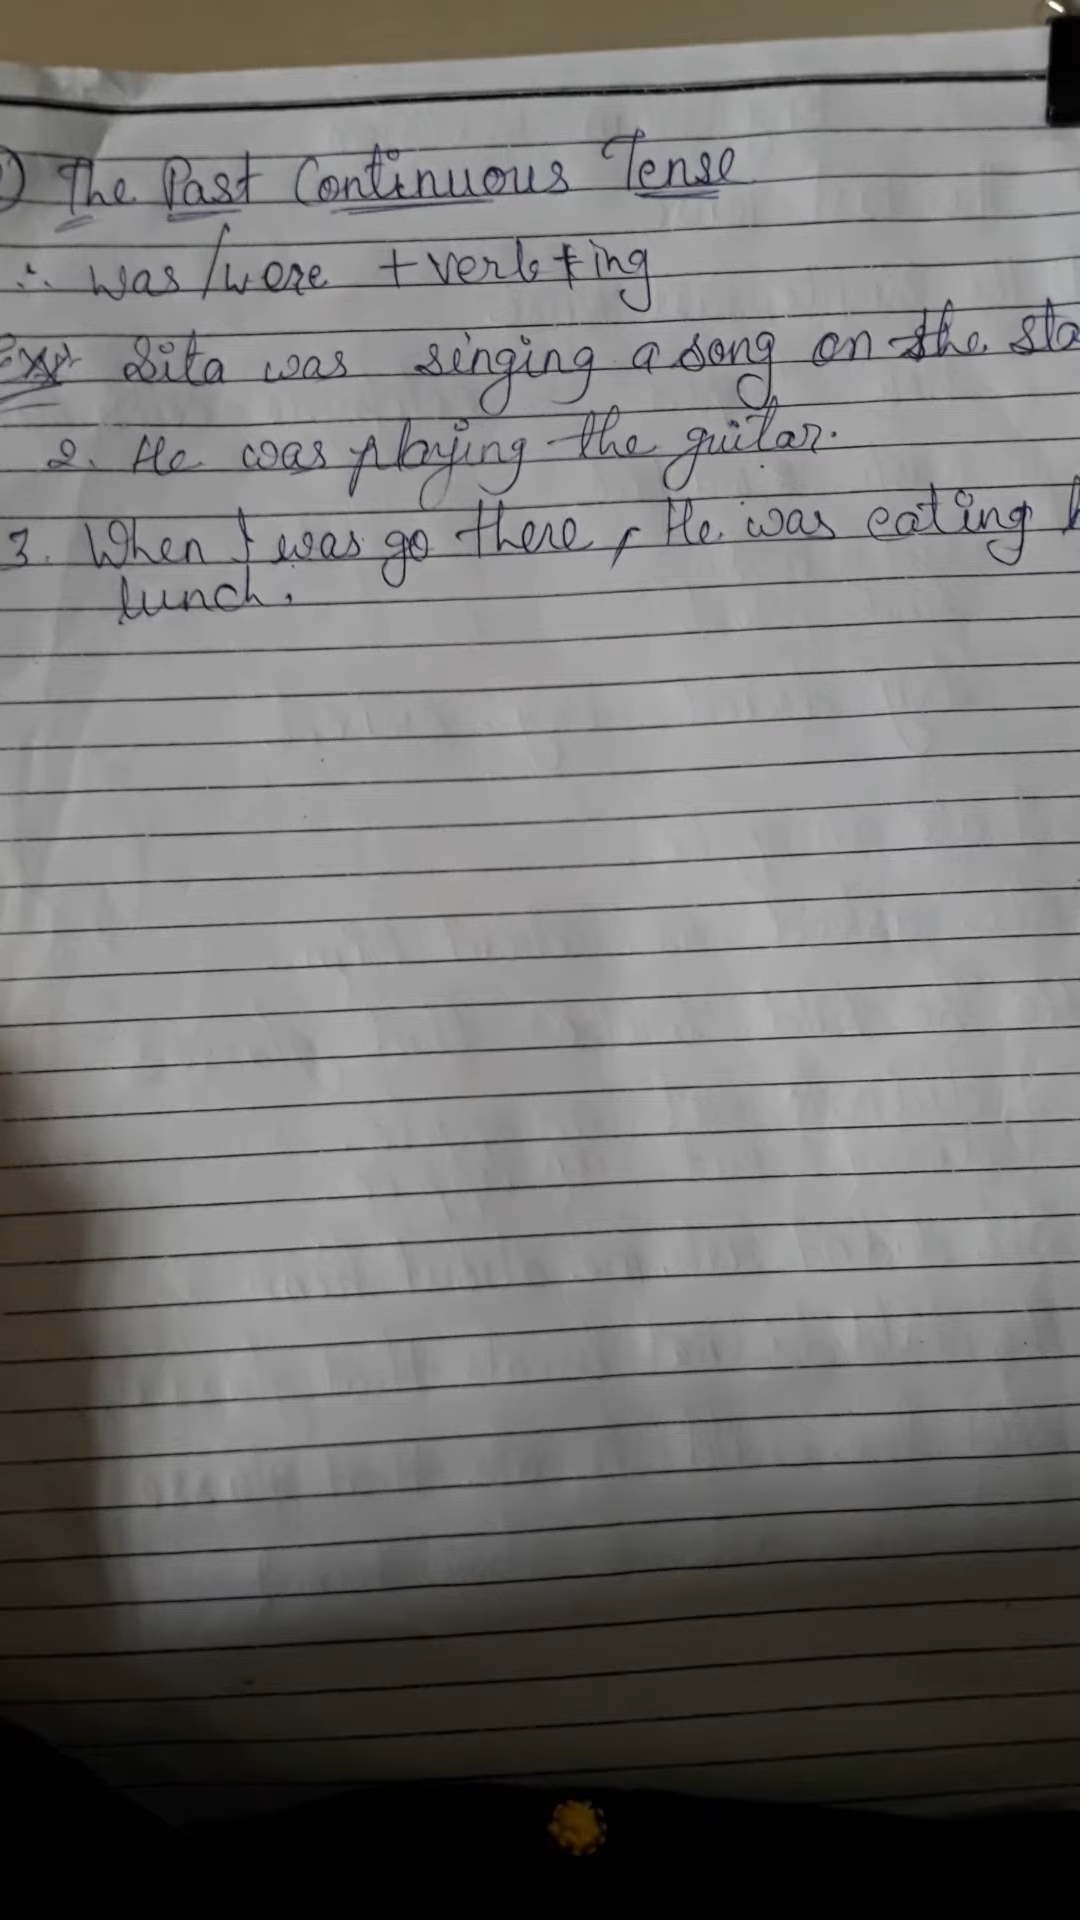 The Past Continuous Tense
∴ was/were + verb + ing
Ex:- Sita was singing a song on the
2. He was playing the guitar.
3. When I was go there, He was eating
lunch.